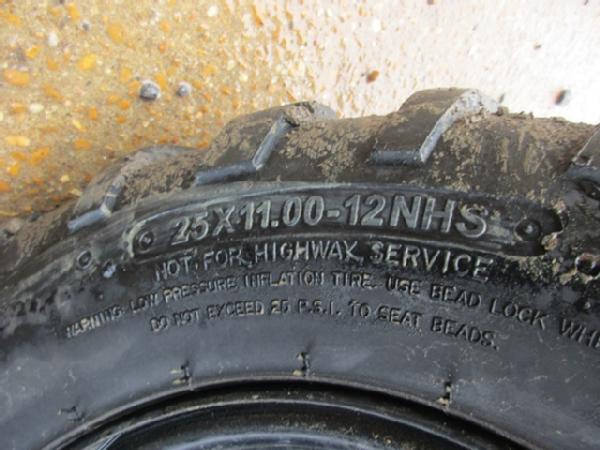 25X11.00-12NHS
NOT FOR HIGHWAY SERVICE
WARNING: LOW PRESSURE INFLATION TIRE. USE BEAD LOCK WHE
DO NOT EXCEED 25 P.S.I. TO SEAT BEADS.